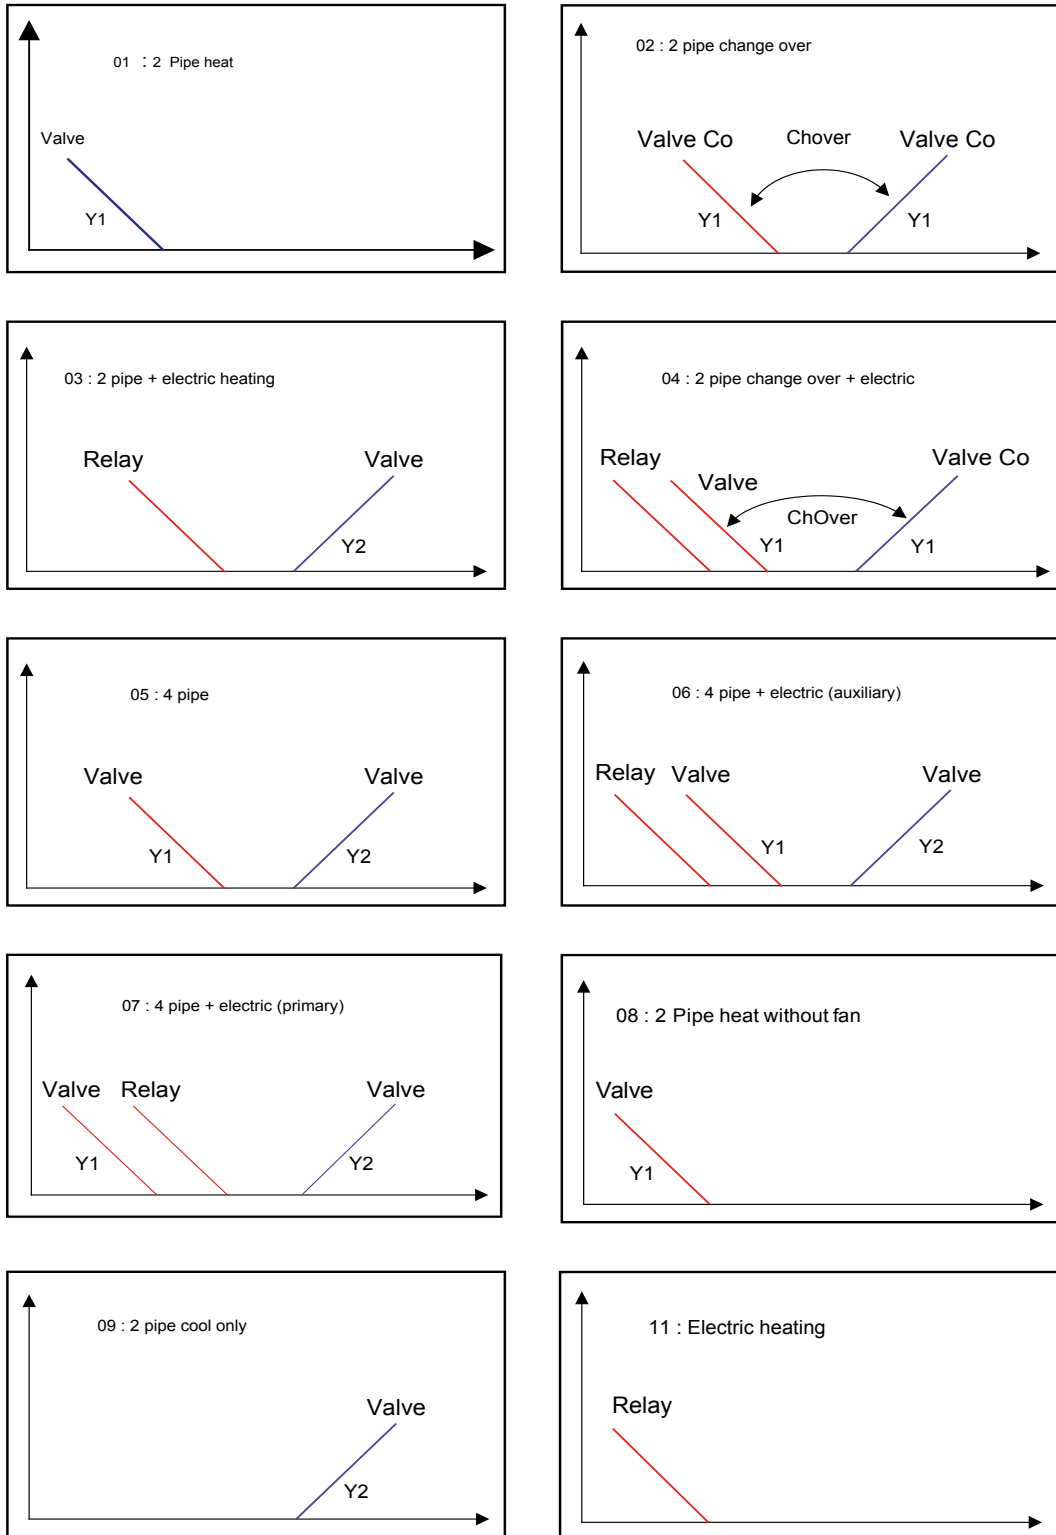 01 : 2 Pipe heat
Valve
Y1
02 : 2 pipe change over
Valve Co
Chover
Valve Co
Y1
Y1
03 : 2 pipe + electric heating
Relay
Valve
Y2
04 : 2 pipe change over + electric
Relay
Valve
Valve Co
ChOver
Y1
Y1
05 : 4 pipe
Valve
Valve
Y1
Y2
06 : 4 pipe + electric (auxiliary)
Relay
Valve
Valve
Y1
Y2
07 : 4 pipe + electric (primary)
Valve
Relay
Valve
Y1
Y2
08 : 2 Pipe heat without fan
Valve
Y1
09 : 2 pipe cool only
Valve
Y2
11 : Electric heating
Relay